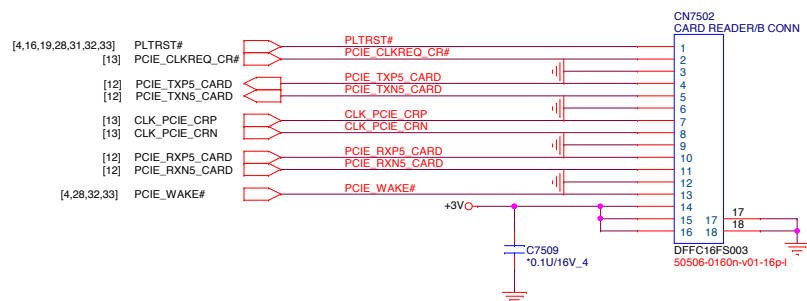 CN7502
CARD READER/B CONN
[4,16,19,28,31,32,33] PLTRST# PLTRST# 1
[13] PCIE_CLKREQ_CR# PCIE_CLKREQ_CR# 2
3
[12] PCIE_TXP5_CARD PCIE_TXP5_CARD 4
[12] PCIE_TXN5_CARD PCIE_TXN5_CARD 5
6
[13] CLK_PCIE_CRP CLK_PCIE_CRP 7
[13] CLK_PCIE_CRN CLK_PCIE_CRN 8
9
[12] PCIE_RXP5_CARD PCIE_RXP5_CARD 10
[12] PCIE_RXN5_CARD PCIE_RXN5_CARD 11
12
[4,28,32,33] PCIE_WAKE# PCIE_WAKE# 13
+3V 14
15 17 17
16 18 18
C7509
*0.1U/16V_4
DFFC16FS003
50506-0160n-v01-16p-l